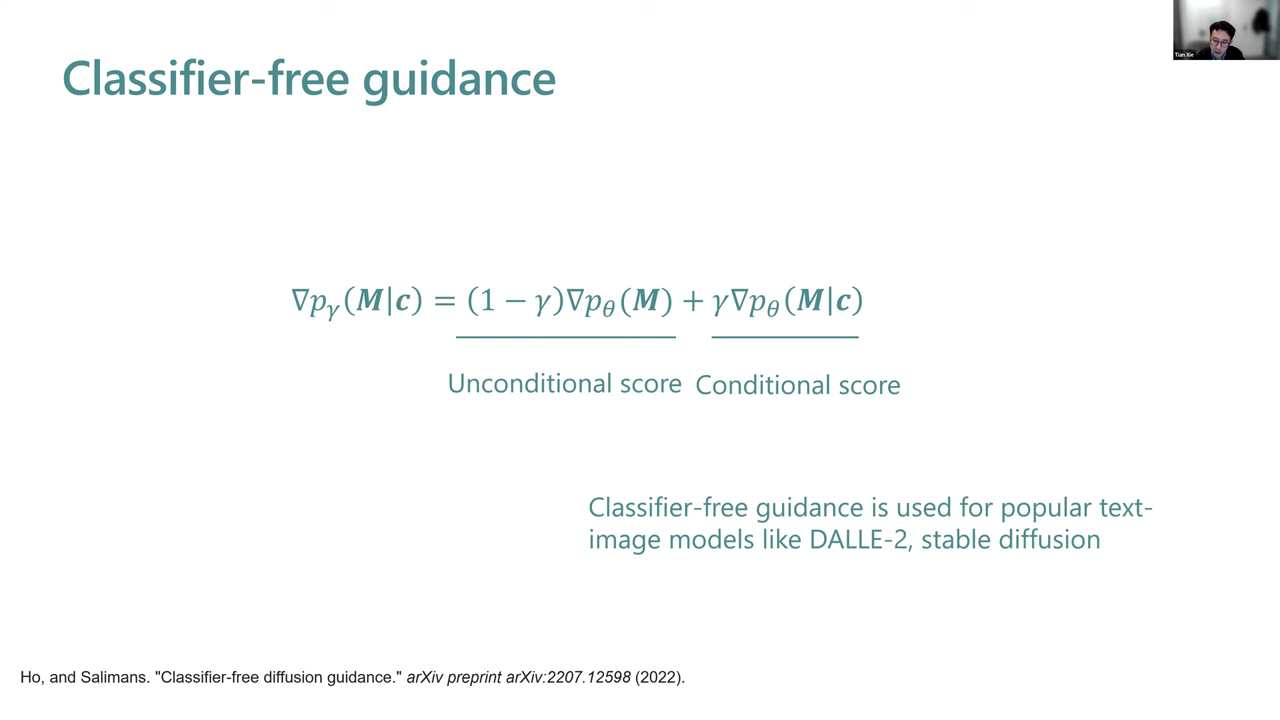 Tian Xie
Classifier-free guidance
∇p_γ(M|c) = (1 − γ)∇p_θ(M) + γ∇p_θ(M|c)
Unconditional score Conditional score
Classifier-free guidance is used for popular text-
image models like DALLE-2, stable diffusion
Ho, and Salimans. "Classifier-free diffusion guidance." arXiv preprint arXiv:2207.12598 (2022).